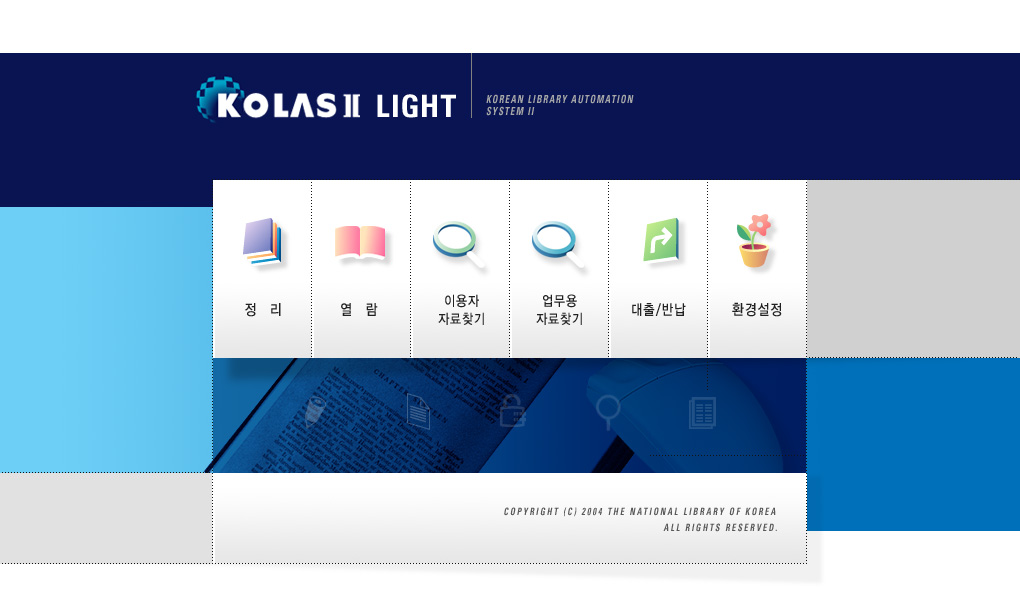 KOLAS II LIGHT
KOREAN LIBRARY AUTOMATION
SYSTEM II
정 리
열 람
이용자
자료찾기
업무용
자료찾기
대출/반납
환경설정
COPYRIGHT (C) 2004 THE NATIONAL LIBRARY OF KOREA
ALL RIGHTS RESERVED.